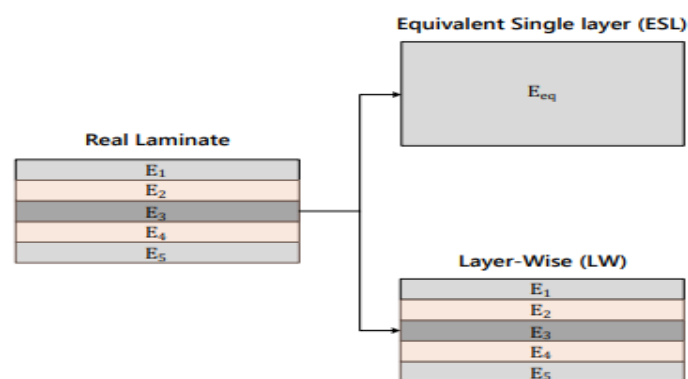 Equivalent Single layer (ESL)
E_eq
Real Laminate
E₁
E₂
E₃
E₄
E₅
Layer-Wise (LW)
E₁
E₂
E₃
E₄
E₅